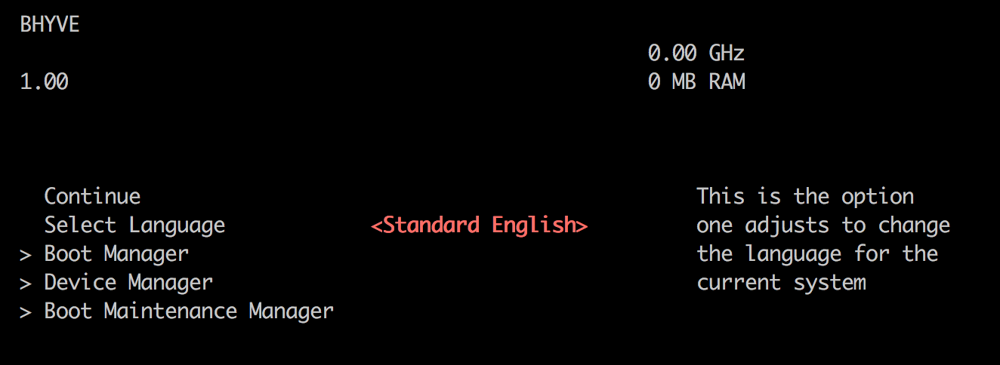 BHYVE
0.00 GHz
1.00 0 MB RAM
Continue This is the option
Select Language <Standard English> one adjusts to change
> Boot Manager the language for the
> Device Manager current system
> Boot Maintenance Manager